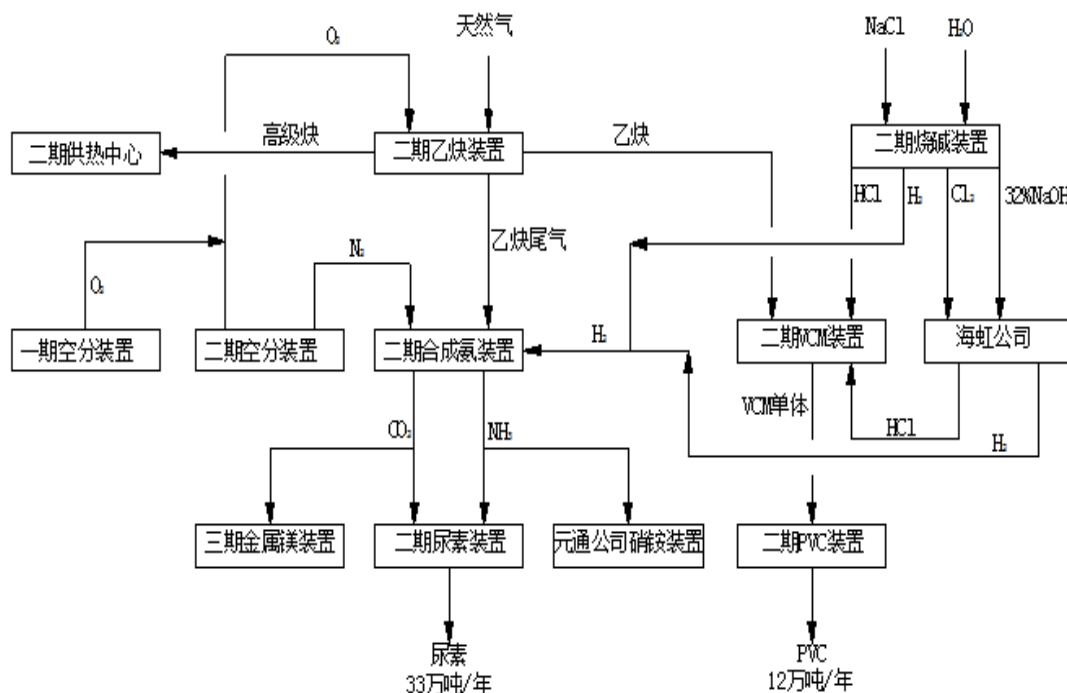 天然气
NaCl
H₂O
O₂
高级炔
乙炔
二期供热中心
二期乙炔装置
二期烧碱装置
HCl
H₂
Cl₂
32%NaOH
乙炔尾气
N₂
O₂
一期空分装置
二期空分装置
二期合成氨装置
H₂
二期VCM装置
海虹公司
VCM单体
CO₂
NH₃
HCl
H₂
三期金属镁装置
二期尿素装置
元通公司硝铵装置
二期PVC装置
尿素
33万吨/年
PVC
12万吨/年